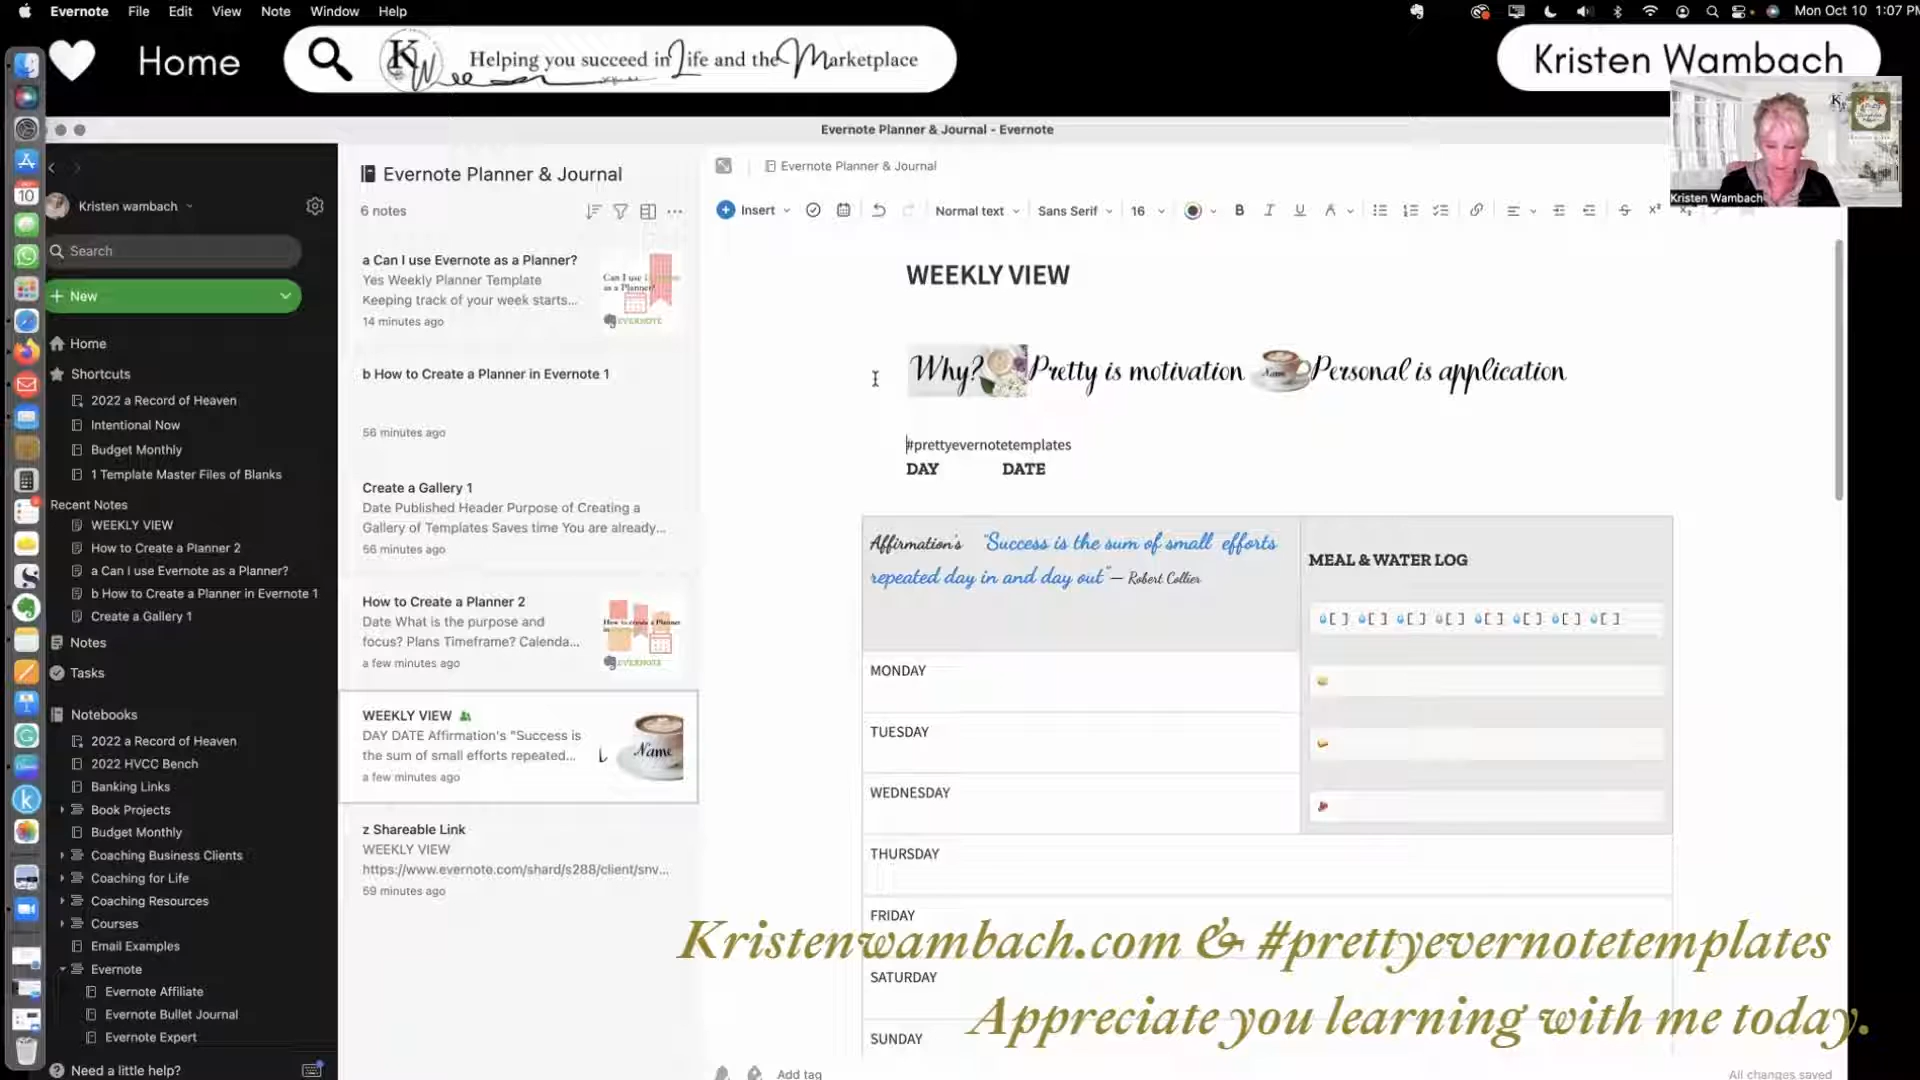 Evernote File Edit View Note Window Help
Mon Oct 10 1:07 PM
Home
Helping you succeed in Life and the Marketplace
Kristen Wambach
Kristen Wambach
Evernote Planner & Journal - Evernote
10
Kristen wambach
Search
New
Home
Shortcuts
2022 a Record of Heaven
Intentional Now
Budget Monthly
1 Template Master Files of Blanks
Recent Notes
WEEKLY VIEW
How to Create a Planner 2
a Can I use Evernote as a Planner?
b How to Create a Planner in Evernote 1
Create a Gallery 1
Notes
Tasks
Notebooks
2022 a Record of Heaven
2022 HVCC Bench
Banking Links
Book Projects
Budget Monthly
Coaching Business Clients
Coaching for Life
Coaching Resources
Courses
Email Examples
Evernote
Evernote Affiliate
Evernote Bullet Journal
Evernote Expert
Need a little help?
Evernote Planner & Journal
6 notes
a Can I use Evernote as a Planner?
Yes Weekly Planner Template
Keeping track of your week starts...
14 minutes ago
b How to Create a Planner in Evernote 1
56 minutes ago
Create a Gallery 1
Date Published Header Purpose of Creating a
Gallery of Templates Saves time You are already...
56 minutes ago
How to Create a Planner 2
Date What is the purpose and
focus? Plans Timeframe? Calenda...
a few minutes ago
WEEKLY VIEW
DAY DATE Affirmation's "Success is
the sum of small efforts repeated...
a few minutes ago
Name
z Shareable Link
WEEKLY VIEW
https://www.evernote.com/shard/s288/client/snv...
59 minutes ago
Evernote Planner & Journal
Insert Normal text Sans Serif 16
WEEKLY VIEW
Why? Pretty is motivation Name Personal is application
#prettyevernotetemplates
DAY DATE
Affirmation's "Success is the sum of small efforts
repeated day in and day out"— Robert Collier
MEAL & WATER LOG
[ ] [ ] [ ] [ ] [ ] [ ] [ ] [ ]
MONDAY
TUESDAY
WEDNESDAY
THURSDAY
FRIDAY
SATURDAY
SUNDAY
Kristenwambach.com & #prettyevernotetemplates
Appreciate you learning with me today.
Add tag
All changes saved